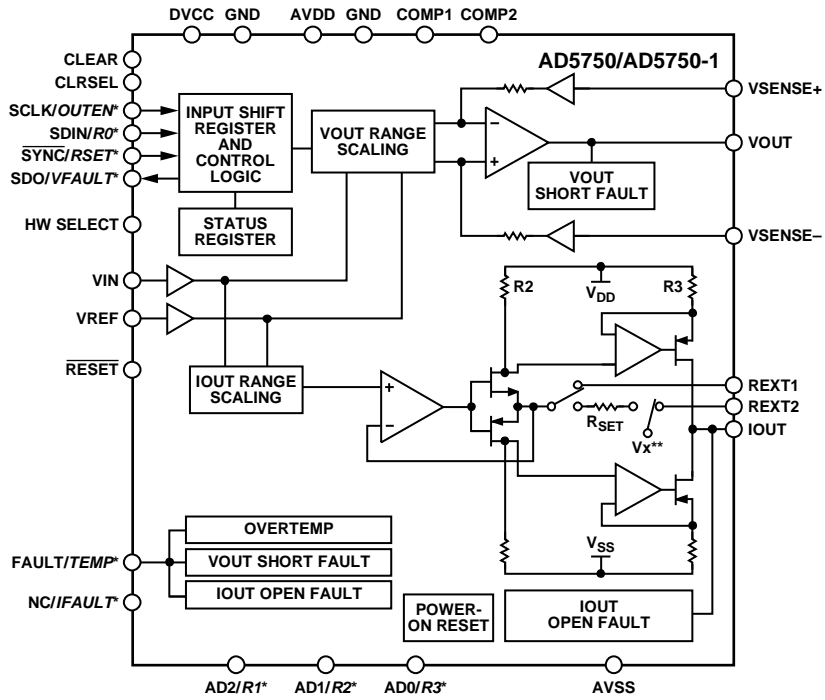 DVCC GND AVDD GND COMP1 COMP2
CLEAR
CLRSEL
SCLK/OUTEN*
SDIN/R0*
SYNC/RSET*
SDO/VFAULT*
HW SELECT
VIN
VREF
RESET
FAULT/TEMP*
NC/IFAULT*
INPUT SHIFT
REGISTER
AND
CONTROL
LOGIC
STATUS
REGISTER
VOUT RANGE
SCALING
IOUT RANGE
SCALING
AD5750/AD5750-1
VOUT
SHORT FAULT
VSENSE+
VOUT
VSENSE–
R2
VDD
R3
REXT1
REXT2
IOUT
RSET
Vx**
VSS
OVERTEMP
VOUT SHORT FAULT
IOUT OPEN FAULT
POWER-
ON RESET
IOUT
OPEN FAULT
AD2/R1* AD1/R2* AD0/R3* AVSS